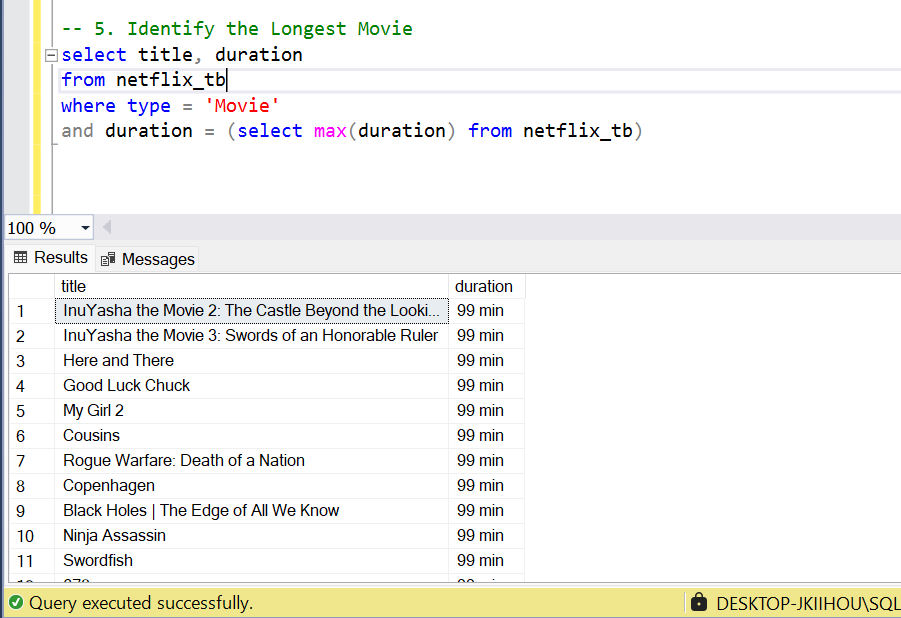 -- 5. Identify the Longest Movie
select title, duration
from netflix_tb
where type = 'Movie'
and duration = (select max(duration) from netflix_tb)
100 %
Results Messages
title duration
1 InuYasha the Movie 2: The Castle Beyond the Looki... 99 min
2 InuYasha the Movie 3: Swords of an Honorable Ruler 99 min
3 Here and There 99 min
4 Good Luck Chuck 99 min
5 My Girl 2 99 min
6 Cousins 99 min
7 Rogue Warfare: Death of a Nation 99 min
8 Copenhagen 99 min
9 Black Holes | The Edge of All We Know 99 min
10 Ninja Assassin 99 min
11 Swordfish 99 min
Query executed successfully. DESKTOP-JKIIHOU\SQL